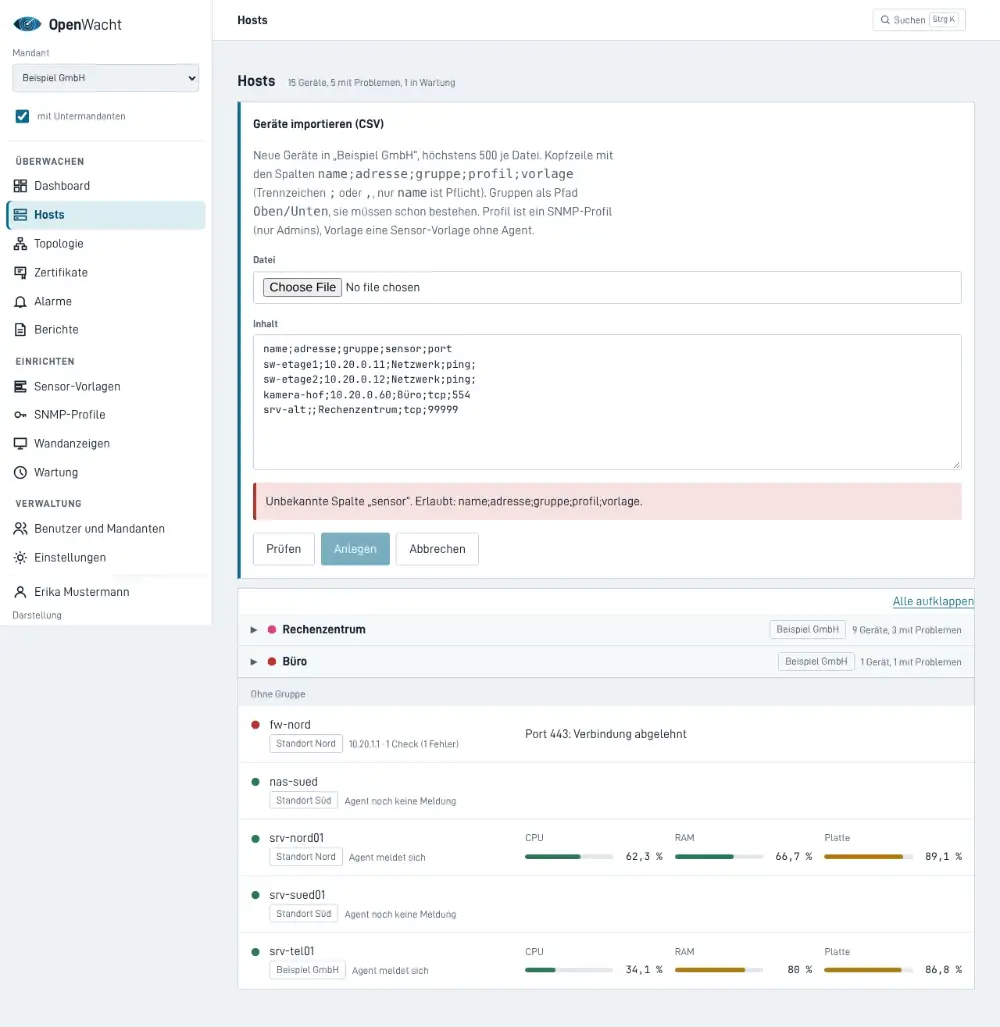 OpenWacht
Mandant
Beispiel GmbH
mit Untermandanten
ÜBERWACHEN
Dashboard
Hosts
Topologie
Zertifikate
Alarme
Berichte
EINRICHTEN
Sensor-Vorlagen
SNMP-Profile
Wandanzeigen
Wartung
VERWALTUNG
Benutzer und Mandanten
Einstellungen
Erika Mustermann
Darstellung
Hosts
Suchen Strg K
Hosts 15 Geräte, 5 mit Problemen, 1 in Wartung
Geräte importieren (CSV)
Neue Geräte in „Beispiel GmbH“, höchstens 500 je Datei. Kopfzeile mit
den Spalten name;adresse;gruppe;profil;vorlage
(Trennzeichen ; oder ,, nur name ist Pflicht). Gruppen als Pfad
Oben/Unten, sie müssen schon bestehen. Profil ist ein SNMP-Profil
(nur Admins), Vorlage eine Sensor-Vorlage ohne Agent.
Datei
Choose File No file chosen
Inhalt
name;adresse;gruppe;sensor;port
sw-etage1;10.20.0.11;Netzwerk;ping;
sw-etage2;10.20.0.12;Netzwerk;ping;
kamera-hof;10.20.0.60;Büro;tcp;554
srv-alt;;Rechenzentrum;tcp;99999
Unbekannte Spalte „sensor“. Erlaubt: name;adresse;gruppe;profil;vorlage.
Prüfen Anlegen Abbrechen
Alle aufklappen
Rechenzentrum Beispiel GmbH 9 Geräte, 3 mit Problemen
Büro Beispiel GmbH 1 Gerät, 1 mit Problemen
Ohne Gruppe
fw-nord
Standort Nord 10.20.1.1 · 1 Check (1 Fehler)
Port 443: Verbindung abgelehnt
nas-sued
Standort Süd Agent noch keine Meldung
srv-nord01
Standort Nord Agent meldet sich
CPU RAM Platte
62,3 % 66,7 % 89,1 %
srv-sued01
Standort Süd Agent noch keine Meldung
srv-tel01
Beispiel GmbH Agent meldet sich
CPU RAM Platte
34,1 % 80 % 86,8 %